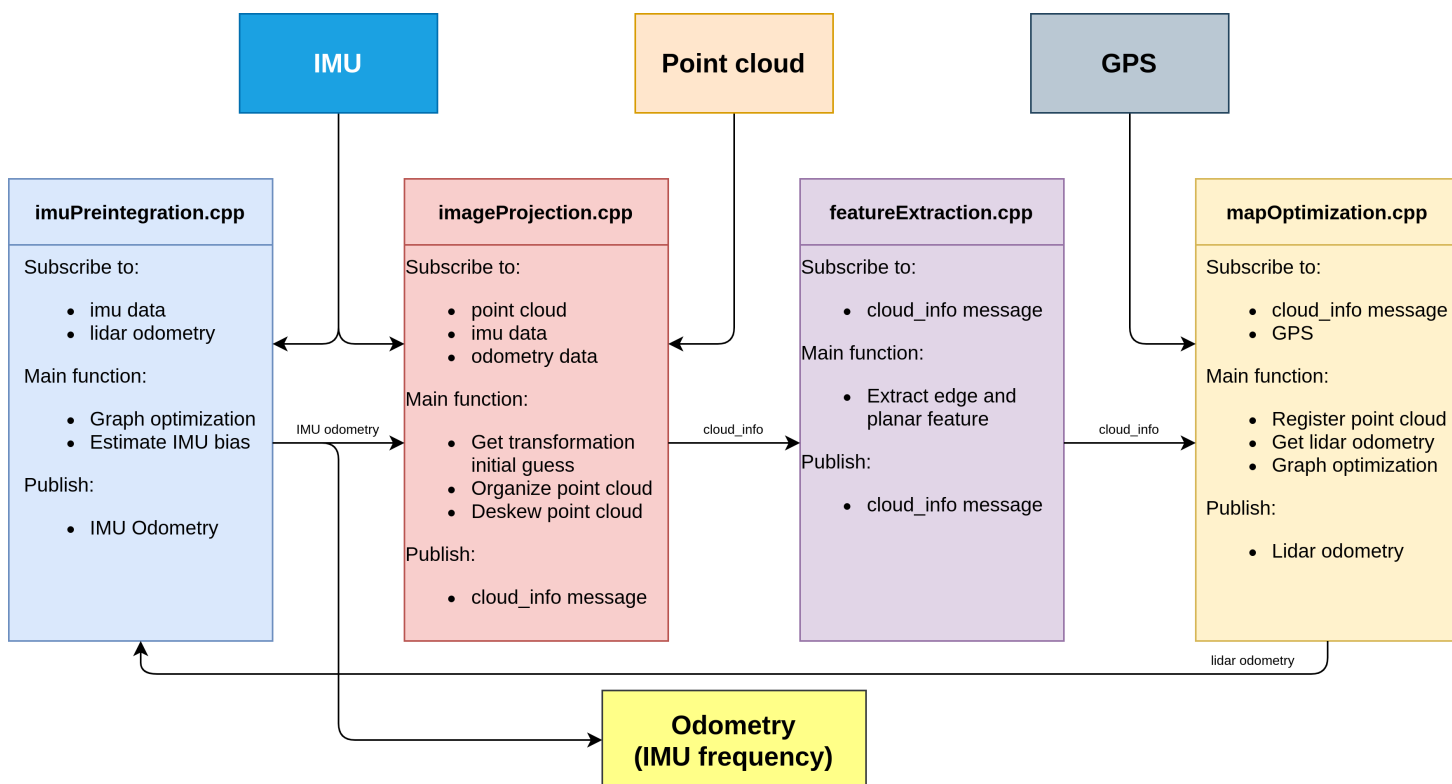 IMU
Point cloud
GPS
imuPreintegration.cpp
Subscribe to:
imu data
lidar odometry
Main function:
Graph optimization
Estimate IMU bias
Publish:
IMU Odometry
IMU odometry
imageProjection.cpp
Subscribe to:
point cloud
imu data
odometry data
Main function:
Get transformation
initial guess
Organize point cloud
Deskew point cloud
Publish:
cloud_info message
cloud_info
featureExtraction.cpp
Subscribe to:
cloud_info message
Main function:
Extract edge and
planar feature
Publish:
cloud_info message
cloud_info
mapOptimization.cpp
Subscribe to:
cloud_info message
GPS
Main function:
Register point cloud
Get lidar odometry
Graph optimization
Publish:
Lidar odometry
lidar odometry
Odometry
(IMU frequency)